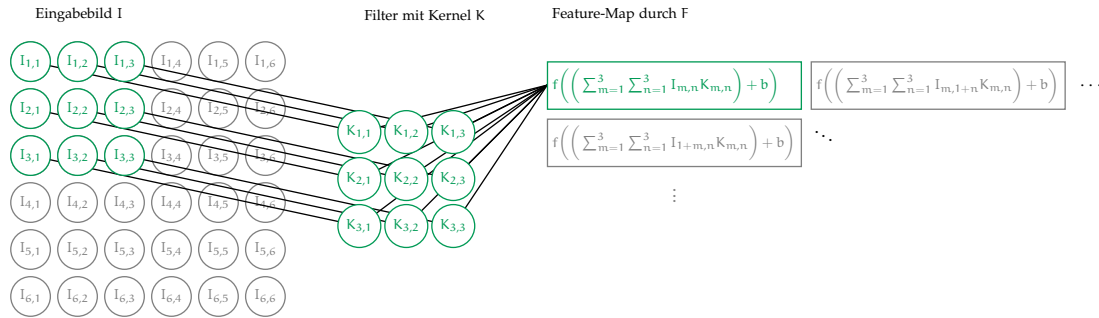 Eingabebild I Filter mit Kernel K Feature-Map durch F
I1,1 I1,2 I1,3 I1,4 I1,5 I1,6
f((∑³m=1 ∑³n=1 Im,nKm,n) + b) f((∑³m=1 ∑³n=1 Im,1+nKm,n) + b) ...
I2,1 I2,2 I2,3 I2,4 I2,5 I2,6
K1,1 K1,2 K1,3
f((∑³m=1 ∑³n=1 I1+m,nKm,n) + b) ⋱
I3,1 I3,2 I3,3 I3,4 I3,5 I3,6
K2,1 K2,2 K2,3
⋮
I4,1 I4,2 I4,3 I4,4 I4,5 I4,6
K3,1 K3,2 K3,3
I5,1 I5,2 I5,3 I5,4 I5,5 I5,6
I6,1 I6,2 I6,3 I6,4 I6,5 I6,6